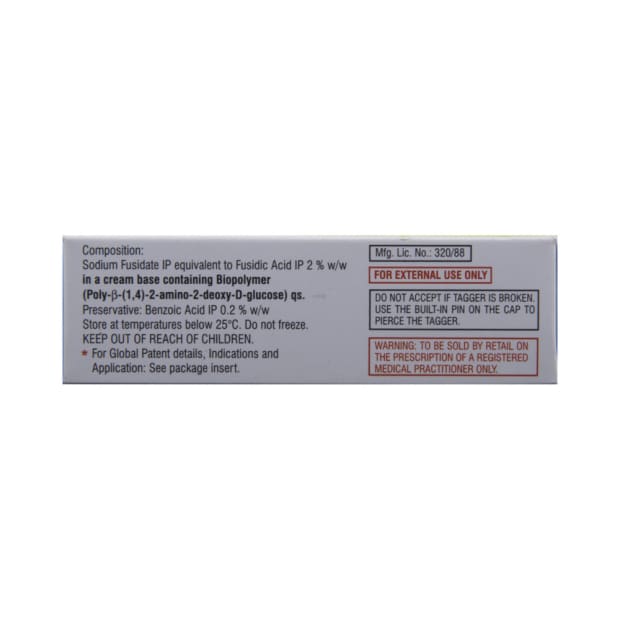 Composition:
Sodium Fusidate IP equivalent to Fusidic Acid IP 2 % w/w
in a cream base containing Biopolymer
(Poly-β-(1,4)-2-amino-2-deoxy-D-glucose) qs.
Preservative: Benzoic Acid IP 0.2 % w/w
Store at temperatures below 25°C. Do not freeze.
KEEP OUT OF REACH OF CHILDREN.
* For Global Patent details, Indications and
Application: See package insert.
Mfg. Lic. No.: 320/88
FOR EXTERNAL USE ONLY
DO NOT ACCEPT IF TAGGER IS BROKEN.
USE THE BUILT-IN PIN ON THE CAP TO
PIERCE THE TAGGER.
WARNING: TO BE SOLD BY RETAIL ON
THE PRESCRIPTION OF A REGISTERED
MEDICAL PRACTITIONER ONLY.